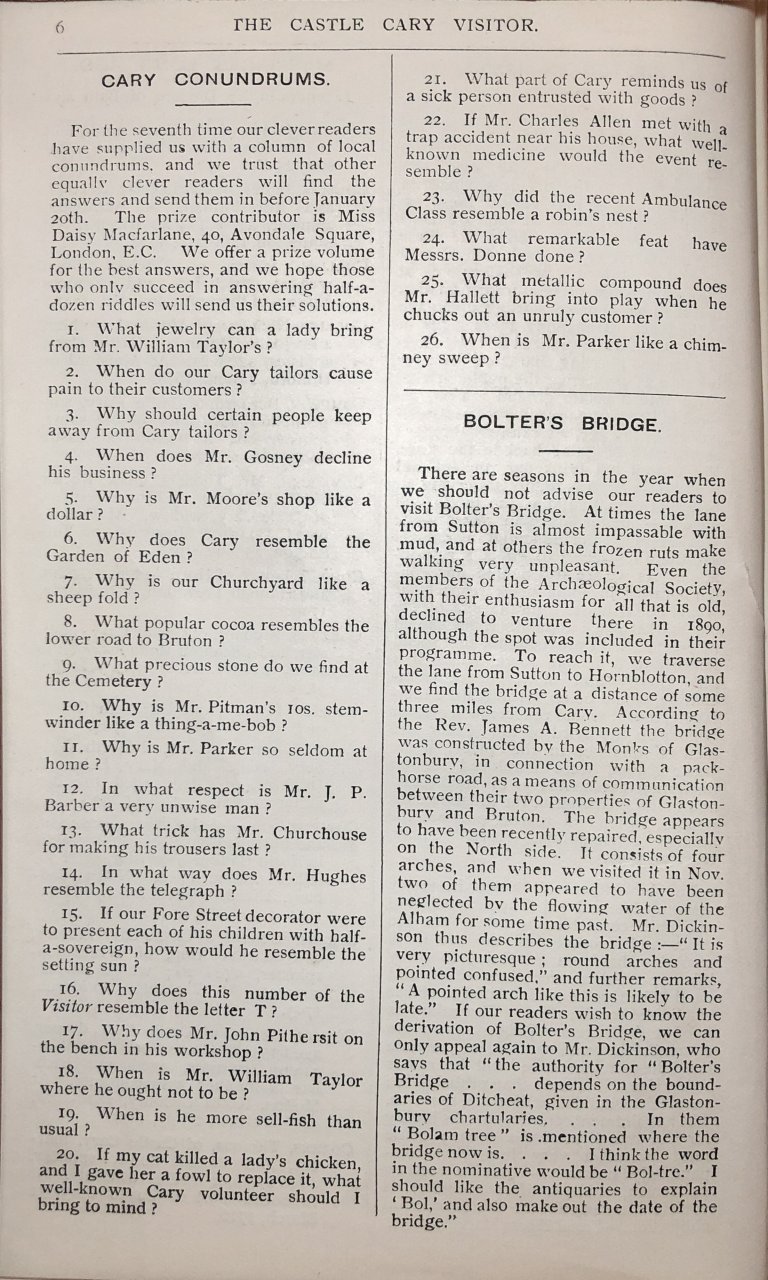 6
THE CASTLE CARY VISITOR.
CARY CONUNDRUMS.
For the seventh time our clever readers
have supplied us with a column of local
conundrums, and we trust that other
equally clever readers will find the
answers and send them in before January
20th. The prize contributor is Miss
Daisy Macfarlane, 40, Avondale Square,
London, E.C. We offer a prize volume
for the best answers, and we hope those
who only succeed in answering half-a-
dozen riddles will send us their solutions.
1. What jewelry can a lady bring
from Mr. William Taylor's ?
2. When do our Cary tailors cause
pain to their customers ?
3. Why should certain people keep
away from Cary tailors ?
4. When does Mr. Gosney decline
his business ?
5. Why is Mr. Moore's shop like a
dollar ?
6. Why does Cary resemble the
Garden of Eden ?
7. Why is our Churchyard like a
sheep fold ?
8. What popular cocoa resembles the
lower road to Bruton ?
9. What precious stone do we find at
the Cemetery ?
10. Why is Mr. Pitman's 10s. stem-
winder like a thing-a-me-bob ?
11. Why is Mr. Parker so seldom at
home ?
12. In what respect is Mr. J. P.
Barber a very unwise man ?
13. What trick has Mr. Churchouse
for making his trousers last ?
14. In what way does Mr. Hughes
resemble the telegraph ?
15. If our Fore Street decorator were
to present each of his children with half-
a-sovereign, how would he resemble the
setting sun ?
16. Why does this number of the
Visitor resemble the letter T ?
17. Why does Mr. John Pithe rsit on
the bench in his workshop ?
18. When is Mr. William Taylor
where he ought not to be ?
19. When is he more sell-fish than
usual ?
20. If my cat killed a lady's chicken,
and I gave her a fowl to replace it, what
well-known Cary volunteer should I
bring to mind ?
21. What part of Cary reminds us of
a sick person entrusted with goods ?
22. If Mr. Charles Allen met with a
trap accident near his house, what well-
known medicine would the event re-
semble ?
23. Why did the recent Ambulance
Class resemble a robin's nest ?
24. What remarkable feat have
Messrs. Donne done ?
25. What metallic compound does
Mr. Hallett bring into play when he
chucks out an unruly customer ?
26. When is Mr. Parker like a chim-
ney sweep ?
BOLTER'S BRIDGE.
There are seasons in the year when
we should not advise our readers to
visit Bolter's Bridge. At times the lane
from Sutton is almost impassable with
mud, and at others the frozen ruts make
walking very unpleasant. Even the
members of the Archæological Society,
with their enthusiasm for all that is old,
declined to venture there in 1890,
although the spot was included in their
programme. To reach it, we traverse
the lane from Sutton to Hornblotton, and
we find the bridge at a distance of some
three miles from Cary. According to
the Rev. James A. Bennett the bridge
was constructed by the Monks of Glas-
tonbury, in connection with a pack-
horse road, as a means of communication
between their two properties of Glaston-
bury and Bruton. The bridge appears
to have been recently repaired, especially
on the North side. It consists of four
arches, and when we visited it in Nov.
two of them appeared to have been
neglected by the flowing water of the
Alham for some time past. Mr. Dickin-
son thus describes the bridge :—"It is
very picturesque ; round arches and
pointed confused," and further remarks,
"A pointed arch like this is likely to be
late." If our readers wish to know the
derivation of Bolter's Bridge, we can
only appeal again to Mr. Dickinson, who
says that "the authority for "Bolter's
Bridge . . . depends on the bound-
aries of Ditcheat, given in the Glaston-
bury chartularies. . . . In them
"Bolam tree" is mentioned where the
bridge now is. . . . I think the word
in the nominative would be "Bol-tre." I
should like the antiquaries to explain
'Bol,' and also make out the date of the
bridge."